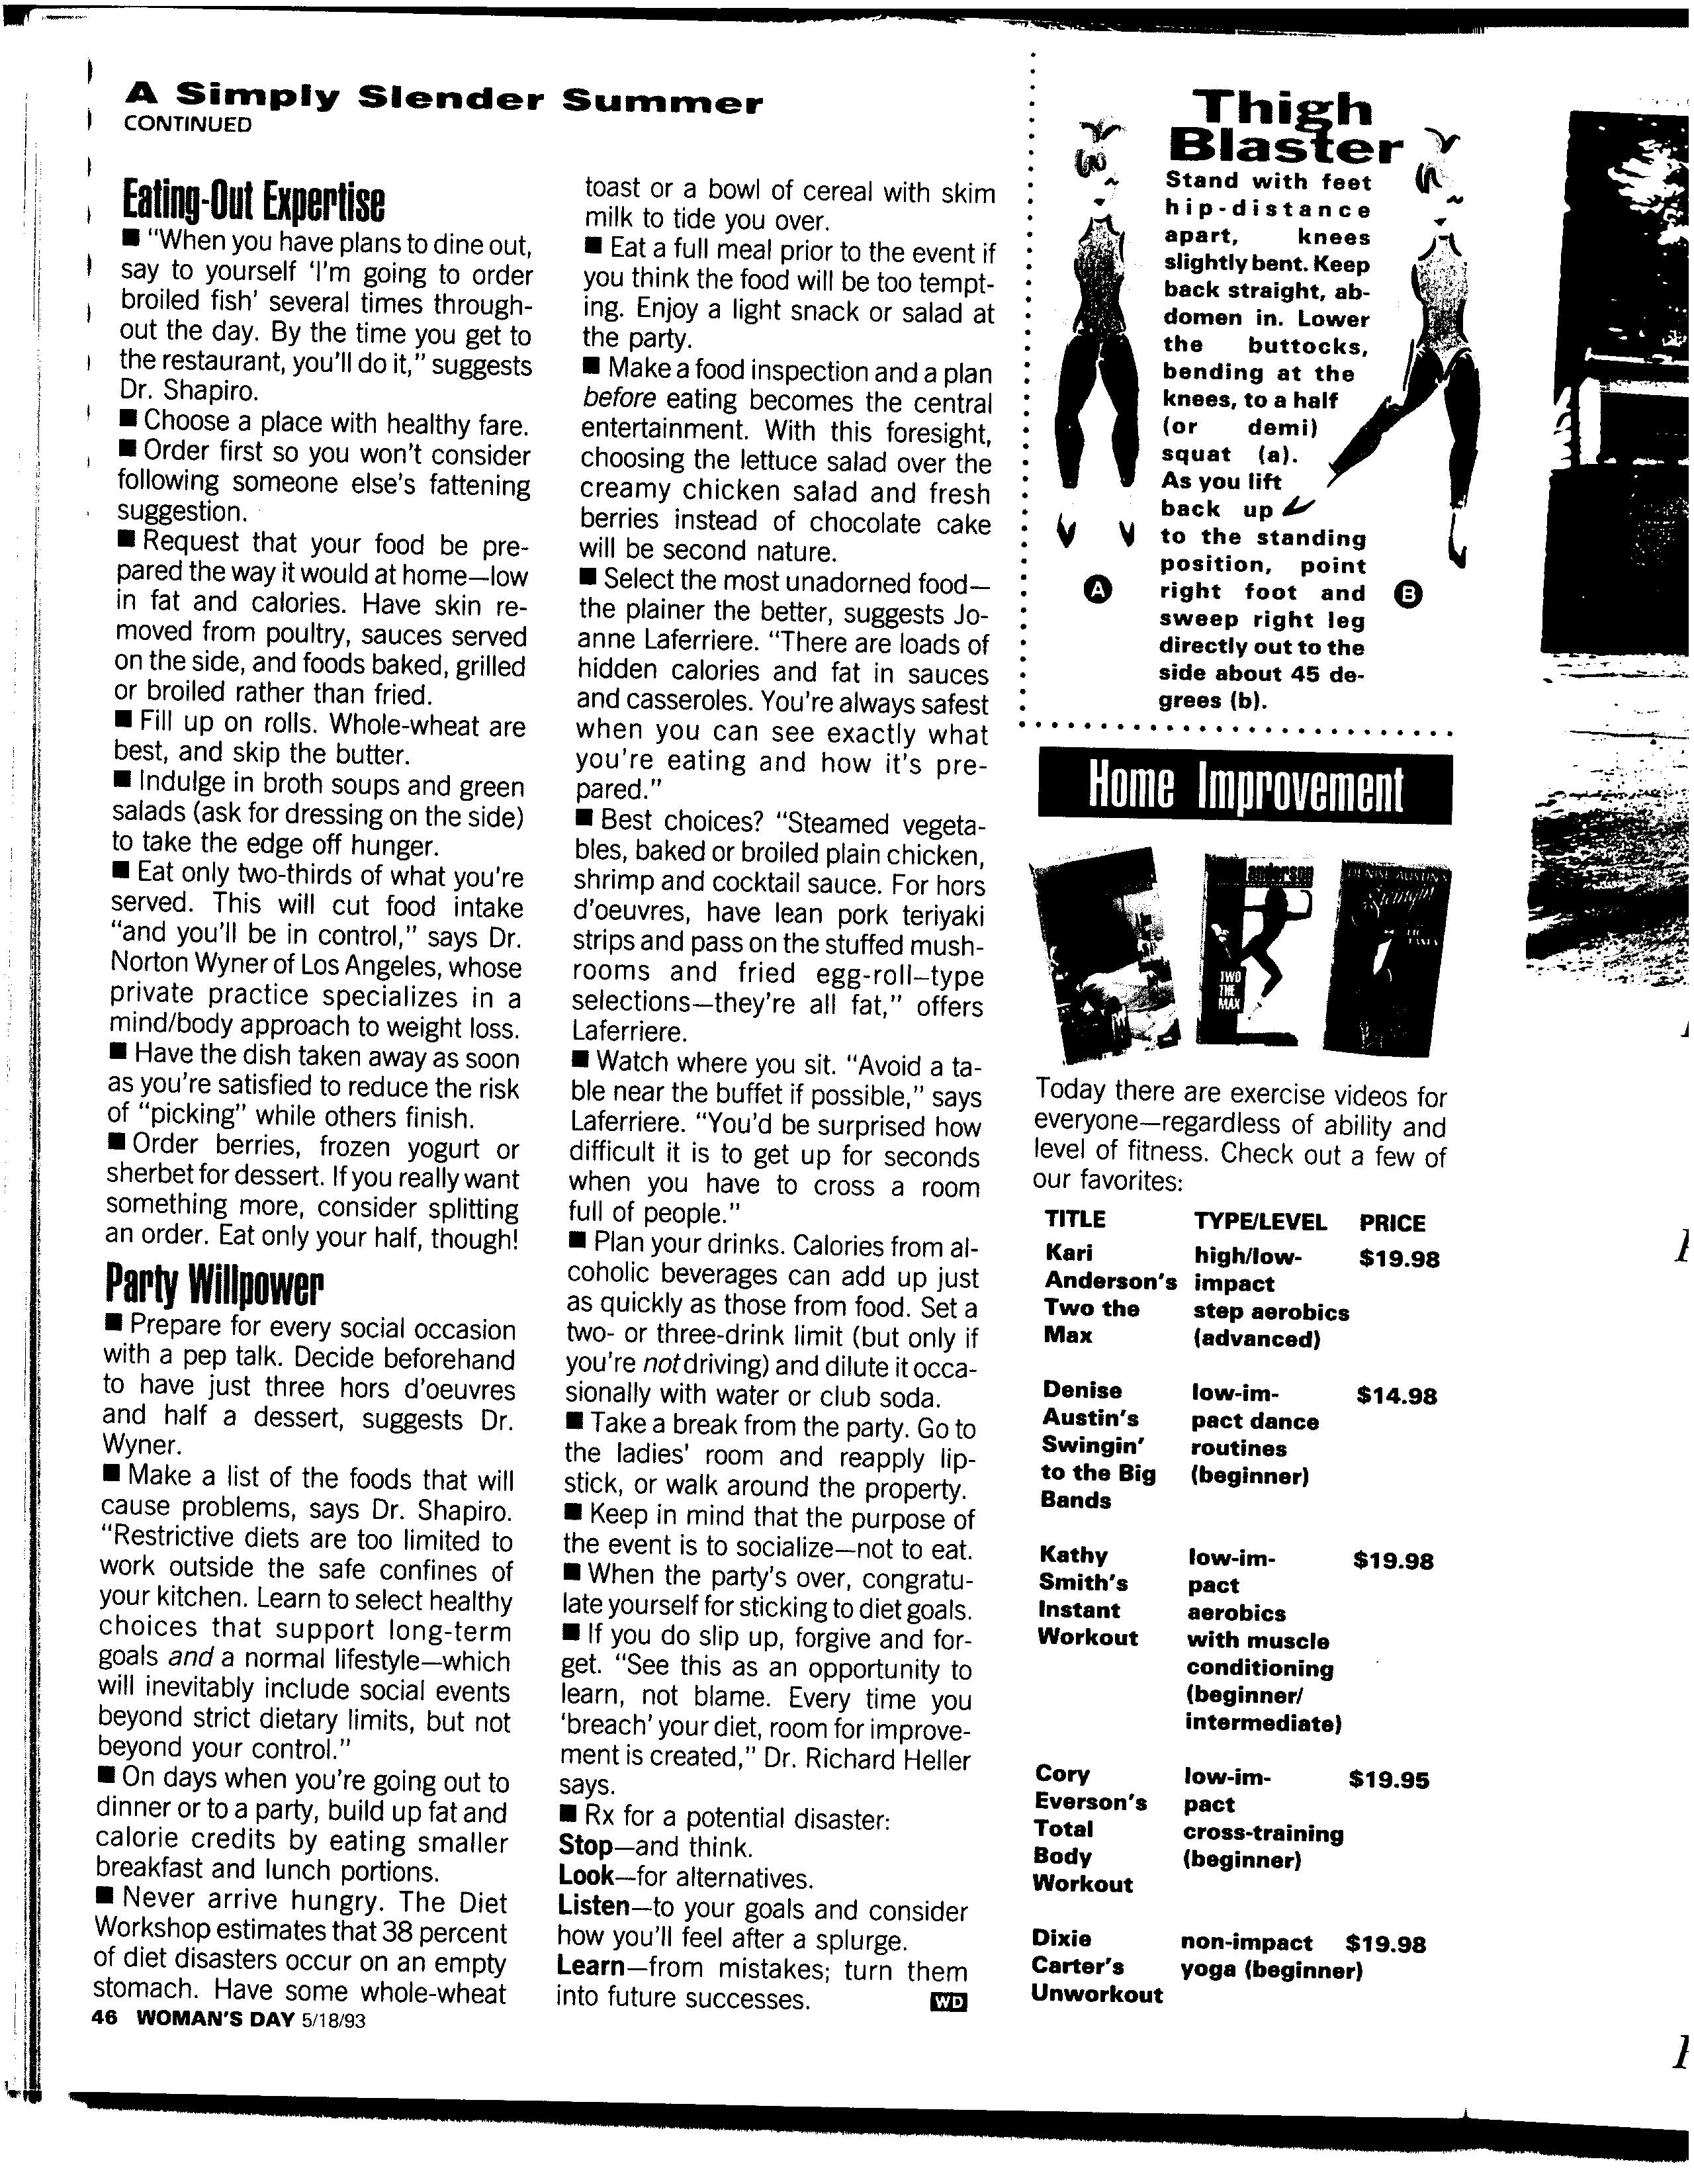 A Simply Slender Summer
CONTINUED
Eating-Out Expertise
■ "When you have plans to dine out,
say to yourself 'I'm going to order
broiled fish' several times through-
out the day. By the time you get to
the restaurant, you'll do it," suggests
Dr. Shapiro.
■ Choose a place with healthy fare.
■ Order first so you won't consider
following someone else's fattening
suggestion.
■ Request that your food be pre-
pared the way it would at home—low
in fat and calories. Have skin re-
moved from poultry, sauces served
on the side, and foods baked, grilled
or broiled rather than fried.
■ Fill up on rolls. Whole-wheat are
best, and skip the butter.
■ Indulge in broth soups and green
salads (ask for dressing on the side)
to take the edge off hunger.
■ Eat only two-thirds of what you're
served. This will cut food intake
"and you'll be in control," says Dr.
Norton Wyner of Los Angeles, whose
private practice specializes in a
mind/body approach to weight loss.
■ Have the dish taken away as soon
as you're satisfied to reduce the risk
of "picking" while others finish.
■ Order berries, frozen yogurt or
sherbet for dessert. If you really want
something more, consider splitting
an order. Eat only your half, though!
Party Willpower
■ Prepare for every social occasion
with a pep talk. Decide beforehand
to have just three hors d'oeuvres
and half a dessert, suggests Dr.
Wyner.
■ Make a list of the foods that will
cause problems, says Dr. Shapiro.
"Restrictive diets are too limited to
work outside the safe confines of
your kitchen. Learn to select healthy
choices that support long-term
goals and a normal lifestyle—which
will inevitably include social events
beyond strict dietary limits, but not
beyond your control."
■ On days when you're going out to
dinner or to a party, build up fat and
calorie credits by eating smaller
breakfast and lunch portions.
■ Never arrive hungry. The Diet
Workshop estimates that 38 percent
of diet disasters occur on an empty
stomach. Have some whole-wheat
toast or a bowl of cereal with skim
milk to tide you over.
■ Eat a full meal prior to the event if
you think the food will be too tempt-
ing. Enjoy a light snack or salad at
the party.
■ Make a food inspection and a plan
before eating becomes the central
entertainment. With this foresight,
choosing the lettuce salad over the
creamy chicken salad and fresh
berries instead of chocolate cake
will be second nature.
■ Select the most unadorned food—
the plainer the better, suggests Jo-
anne Laferriere. "There are loads of
hidden calories and fat in sauces
and casseroles. You're always safest
when you can see exactly what
you're eating and how it's pre-
pared."
■ Best choices? "Steamed vegeta-
bles, baked or broiled plain chicken,
shrimp and cocktail sauce. For hors
d'oeuvres, have lean pork teriyaki
strips and pass on the stuffed mush-
rooms and fried egg-roll–type
selections—they're all fat," offers
Laferriere.
■ Watch where you sit. "Avoid a ta-
ble near the buffet if possible," says
Laferriere. "You'd be surprised how
difficult it is to get up for seconds
when you have to cross a room
full of people."
■ Plan your drinks. Calories from al-
coholic beverages can add up just
as quickly as those from food. Set a
two- or three-drink limit (but only if
you're not driving) and dilute it occa-
sionally with water or club soda.
■ Take a break from the party. Go to
the ladies' room and reapply lip-
stick, or walk around the property.
■ Keep in mind that the purpose of
the event is to socialize—not to eat.
■ When the party's over, congratu-
late yourself for sticking to diet goals.
■ If you do slip up, forgive and for-
get. "See this as an opportunity to
learn, not blame. Every time you
'breach' your diet, room for improve-
ment is created," Dr. Richard Heller
says.
■ Rx for a potential disaster:
Stop—and think.
Look—for alternatives.
Listen—to your goals and consider
how you'll feel after a splurge.
Learn—from mistakes; turn them
into future successes. WD
Thigh
Blaster
Stand with feet
hip-distance
apart, knees
slightly bent. Keep
back straight, ab-
domen in. Lower
the buttocks,
bending at the
knees, to a half
(or demi)
squat (a).
As you lift
back up
to the standing
position, point
right foot and
sweep right leg
directly out to the
side about 45 de-
grees (b).
A
B
Home Improvement
anderson
TWO
THE
MAX
DENISE AUSTIN'S
Today there are exercise videos for
everyone—regardless of ability and
level of fitness. Check out a few of
our favorites:
TITLE TYPE/LEVEL PRICE
Kari high/low- $19.98
Anderson's impact
Two the step aerobics
Max (advanced)
Denise low-im- $14.98
Austin's pact dance
Swingin' routines
to the Big (beginner)
Bands
Kathy low-im- $19.98
Smith's pact
Instant aerobics
Workout with muscle
conditioning
(beginner/
intermediate)
Cory low-im- $19.95
Everson's pact
Total cross-training
Body (beginner)
Workout
Dixie non-impact $19.98
Carter's yoga (beginner)
Unworkout
46 WOMAN'S DAY 5/18/93